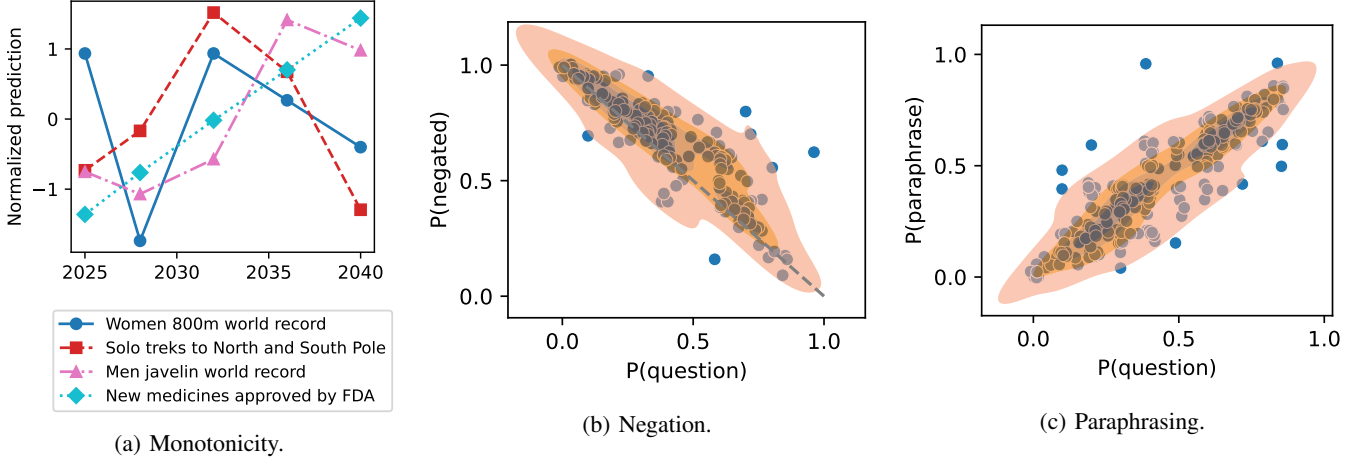 Normalized prediction
1
0
−1
2025 2030 2035 2040
Women 800m world record
Solo treks to North and South Pole
Men javelin world record
New medicines approved by FDA
(a) Monotonicity.
P(negated)
1.0
0.5
0.0
0.0 0.5 1.0
P(question)
(b) Negation.
P(paraphrase)
1.0
0.5
0.0
0.0 0.5 1.0
P(question)
(c) Paraphrasing.